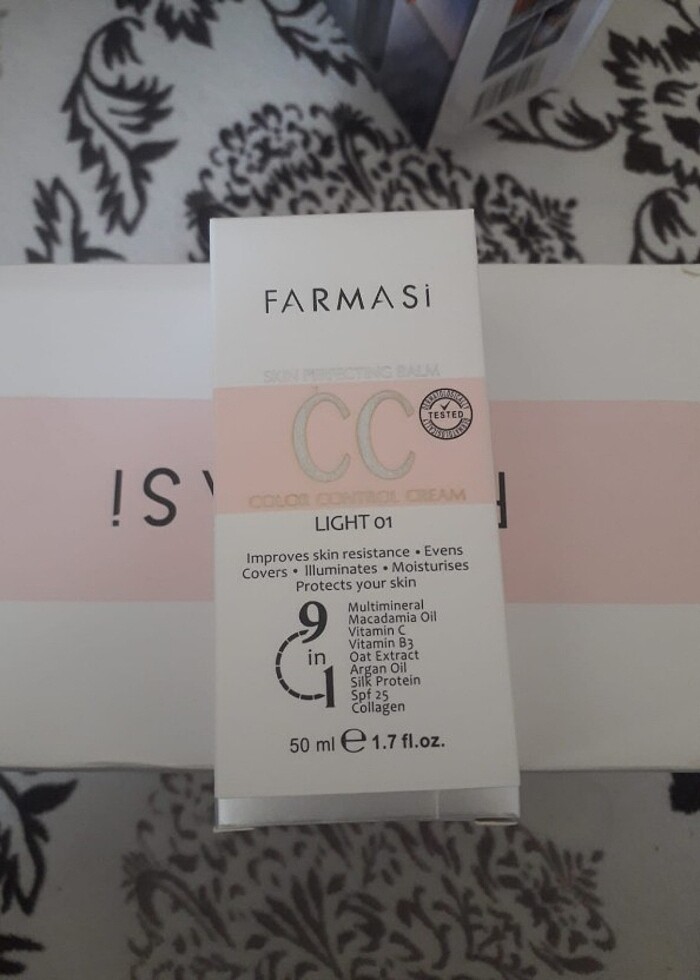 FARMASi
SKIN PERFECTING BALM
CC
DERMATOLOGICALLY
TESTED
COLOR CONTROL CREAM
LIGHT 01
Improves skin resistance • Evens
Covers • Illuminates • Moisturises
Protects your skin
9 in 1
Multimineral
Macadamia Oil
Vitamin C
Vitamin B3
Oat Extract
Argan Oil
Silk Protein
Spf 25
Collagen
50 ml ℮ 1.7 fl.oz.